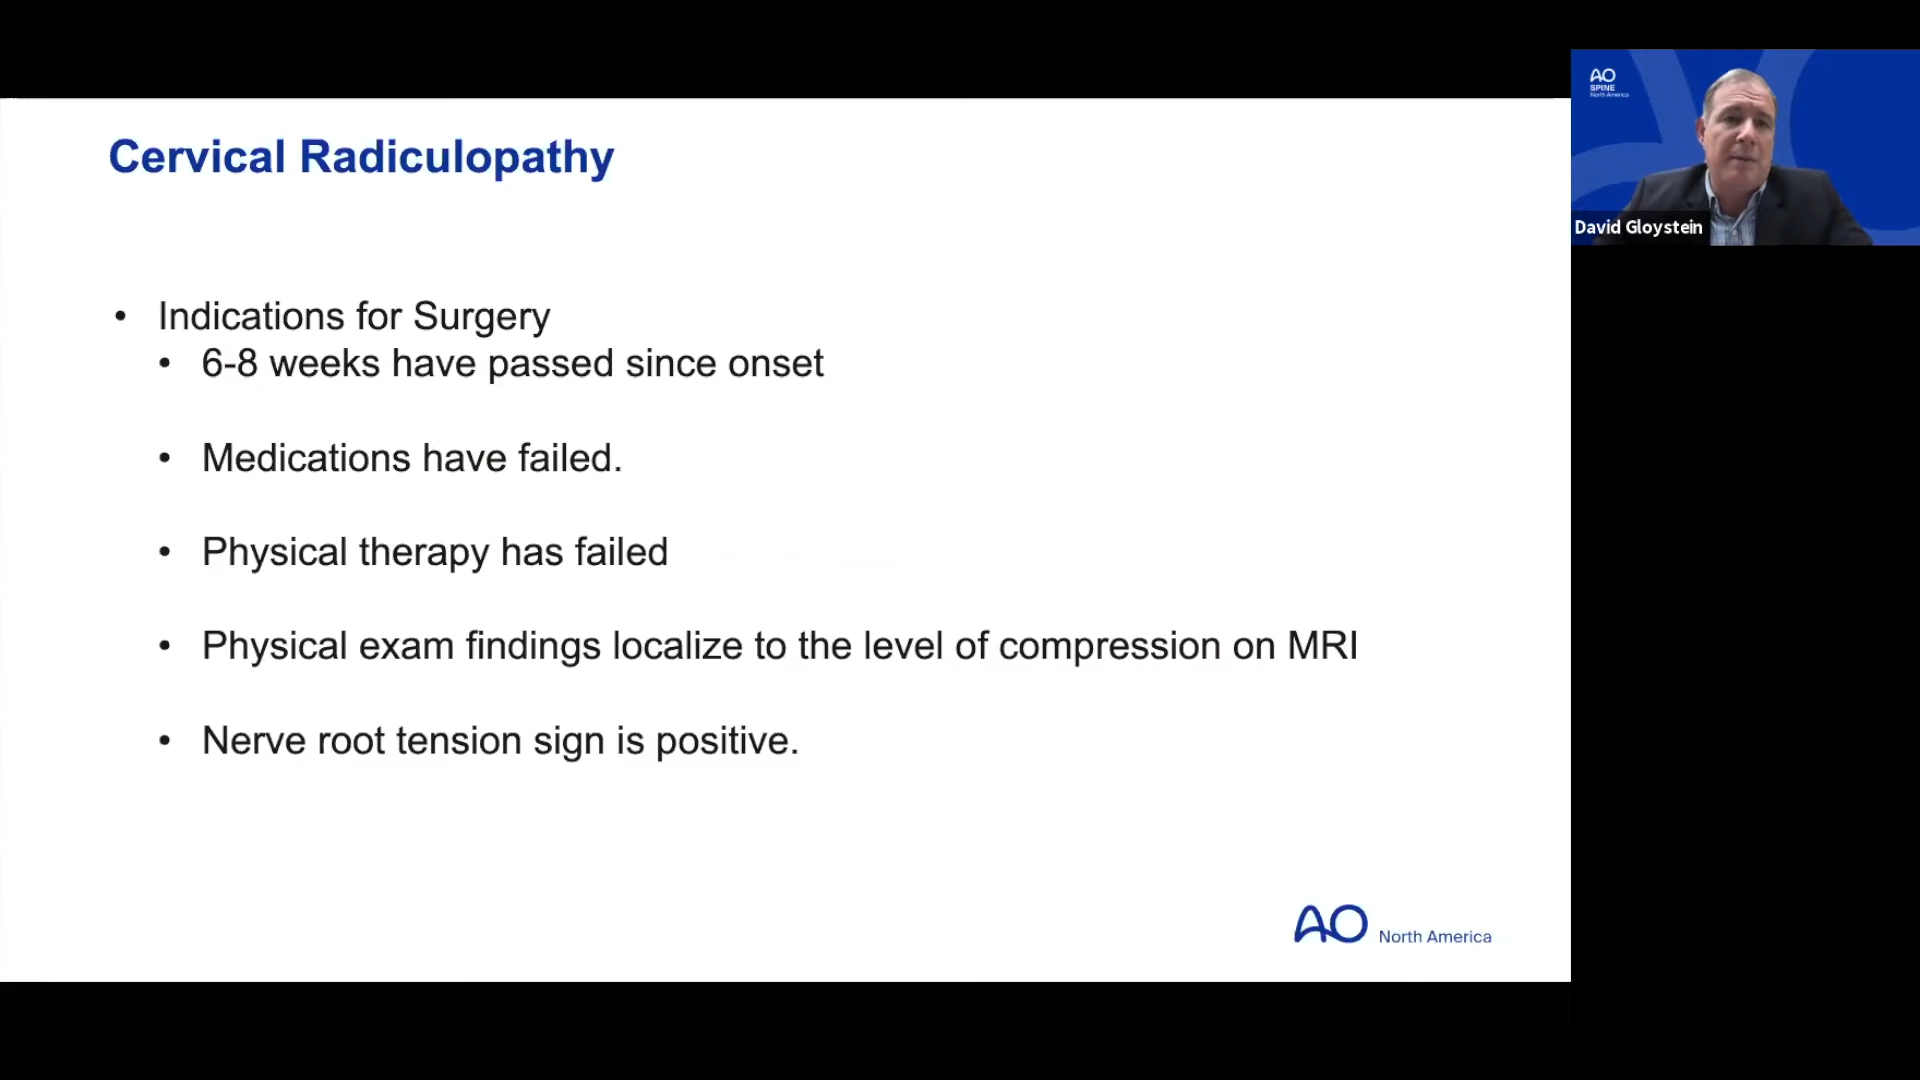 Cervical Radiculopathy
• Indications for Surgery
• 6-8 weeks have passed since onset
• Medications have failed.
• Physical therapy has failed
• Physical exam findings localize to the level of compression on MRI
• Nerve root tension sign is positive.
AO North America
AO
SPINE
North America
David Gloystein